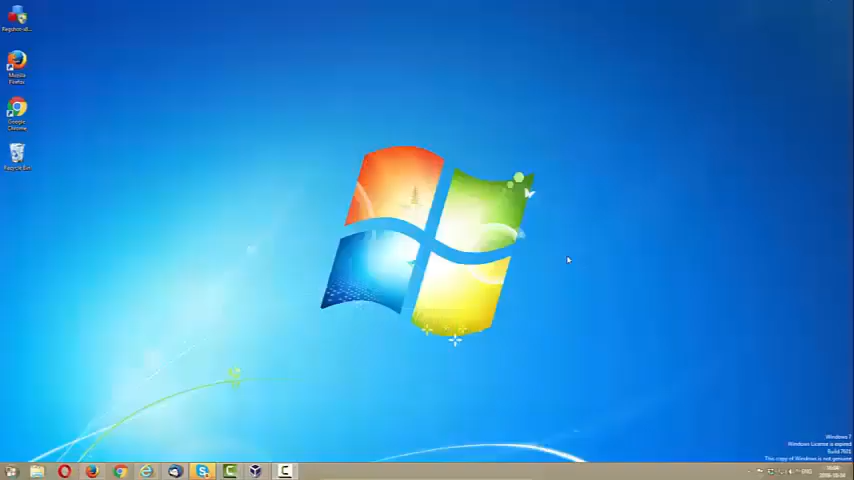 Mozilla
Firefox
Google
Chrome
Recycle Bin
Windows 7
Windows License is expired
Build 7601
This copy of Windows is not genuine
ENG